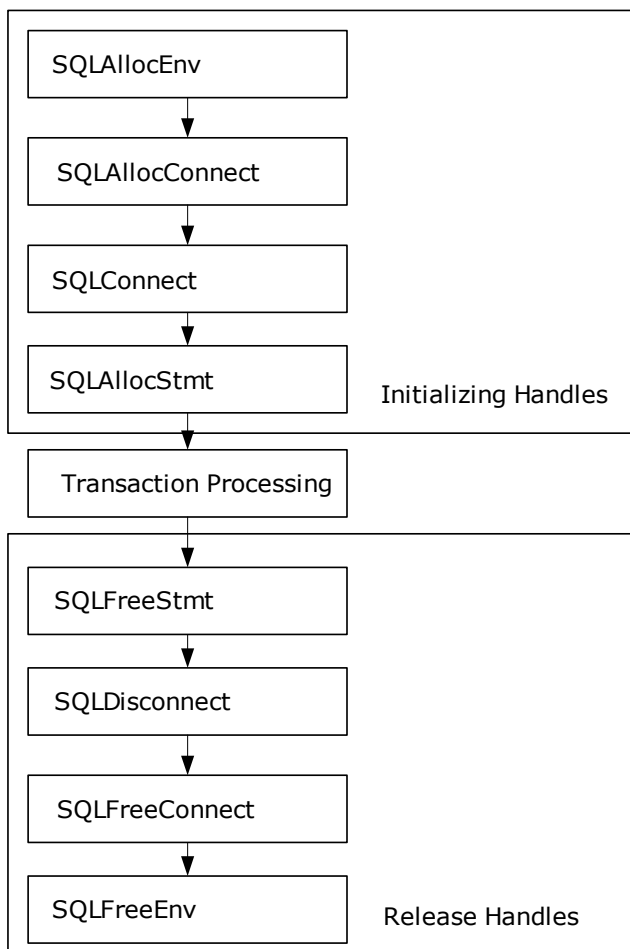 SQLAllocEnv
SQLAllocConnect
SQLConnect
SQLAllocStmt
Initializing Handles
Transaction Processing
SQLFreeStmt
SQLDisconnect
SQLFreeConnect
SQLFreeEnv
Release Handles